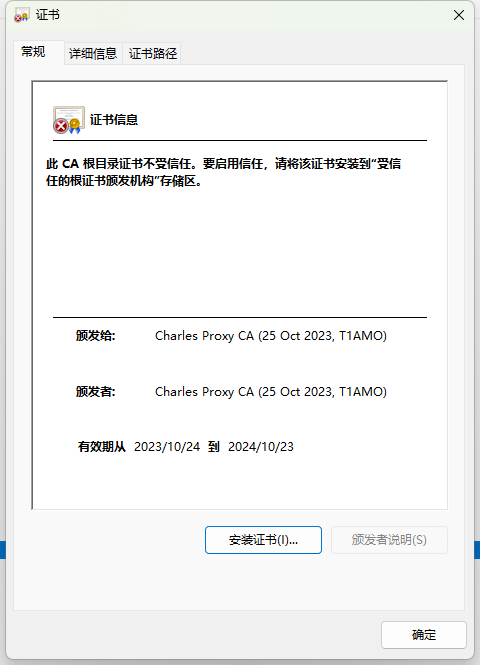 证书
常规 详细信息 证书路径
证书信息
此 CA 根目录证书不受信任。要启用信任，请将该证书安装到“受信
任的根证书颁发机构”存储区。
颁发给: Charles Proxy CA (25 Oct 2023, T1AMO)
颁发者: Charles Proxy CA (25 Oct 2023, T1AMO)
有效期从 2023/10/24 到 2024/10/23
安装证书(I)... 颁发者说明(S)
确定